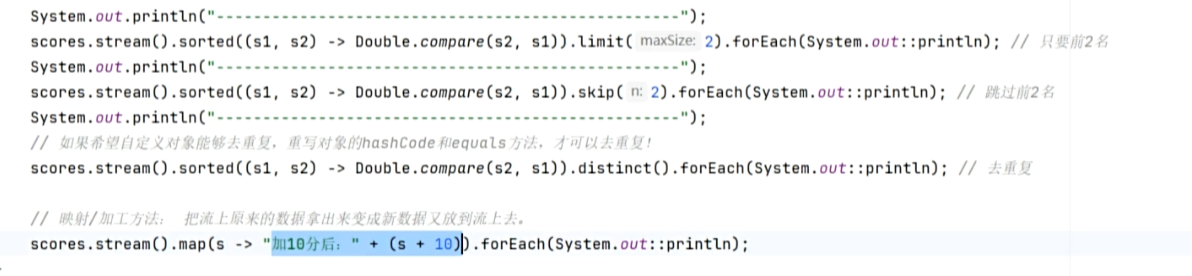 System.out.println("---------------------------------------------------");
scores.stream().sorted((s1, s2) -> Double.compare(s2, s1)).limit( maxSize: 2).forEach(System.out::println); // 只要前2名
System.out.println("---------------------------------------------------");
scores.stream().sorted((s1, s2) -> Double.compare(s2, s1)).skip( n: 2).forEach(System.out::println); // 跳过前2名
System.out.println("---------------------------------------------------");
// 如果希望自定义对象能够去重复，重写对象的hashCode和equals方法，才可以去重复！
scores.stream().sorted((s1, s2) -> Double.compare(s2, s1)).distinct().forEach(System.out::println); // 去重复
// 映射/加工方法： 把流上原来的数据拿出来变成新数据又放到流上去。
scores.stream().map(s -> "加10分后：" + (s + 10)).forEach(System.out::println);